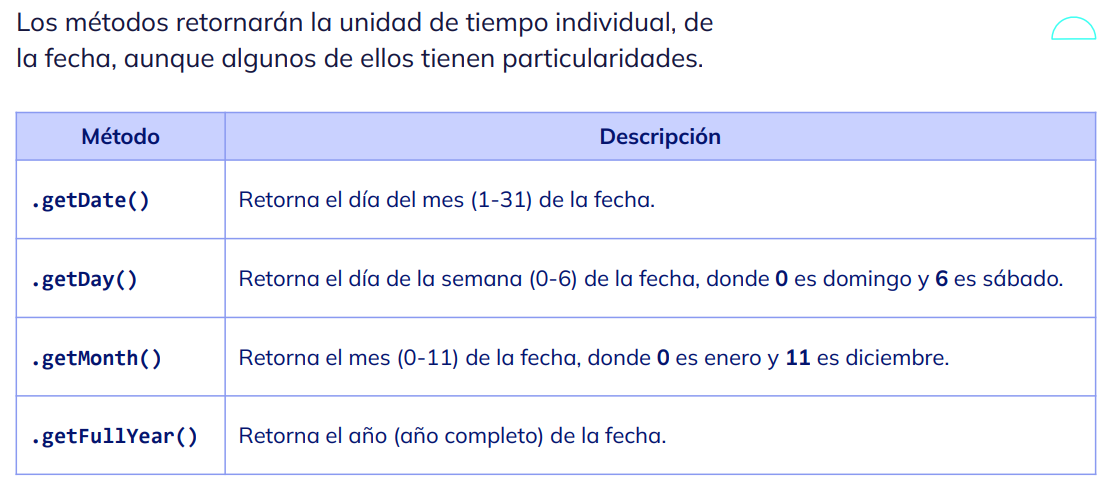 Los métodos retornarán la unidad de tiempo individual, de
la fecha, aunque algunos de ellos tienen particularidades.
Método Descripción
.getDate() Retorna el día del mes (1-31) de la fecha.
.getDay() Retorna el día de la semana (0-6) de la fecha, donde 0 es domingo y 6 es sábado.
.getMonth() Retorna el mes (0-11) de la fecha, donde 0 es enero y 11 es diciembre.
.getFullYear() Retorna el año (año completo) de la fecha.